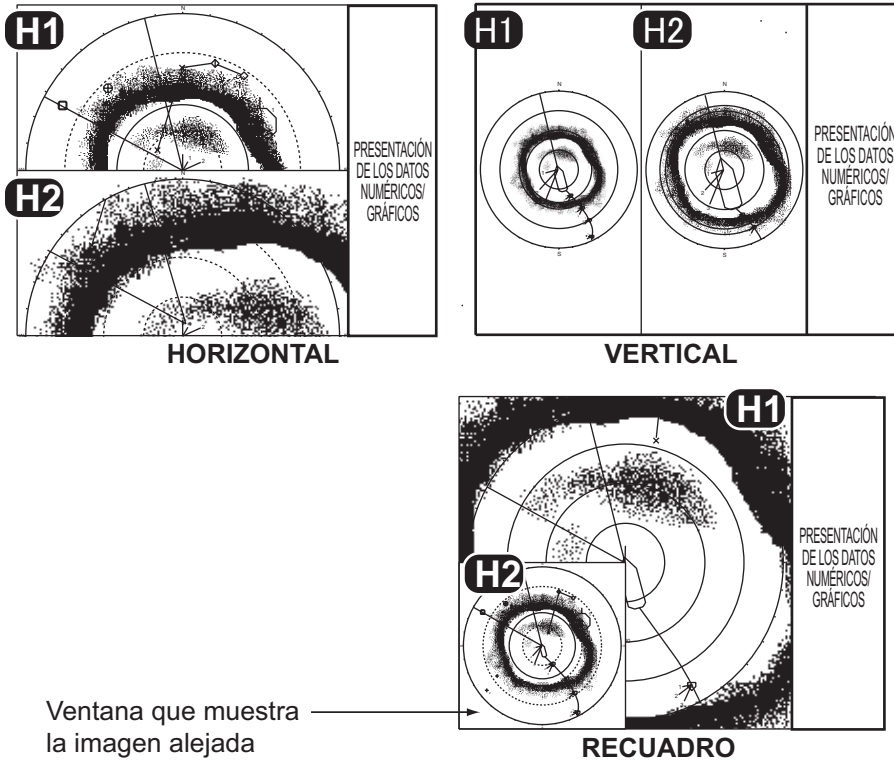 H1
PRESENTACIÓN
DE LOS DATOS
NUMÉRICOS/
GRÁFICOS
H2
HORIZONTAL
H1
H2
N
N
S
S
PRESENTACIÓN
DE LOS DATOS
NUMÉRICOS/
GRÁFICOS
VERTICAL
H1
PRESENTACIÓN
DE LOS DATOS
NUMÉRICOS/
GRÁFICOS
H2
Ventana que muestra
la imagen alejada
RECUADRO